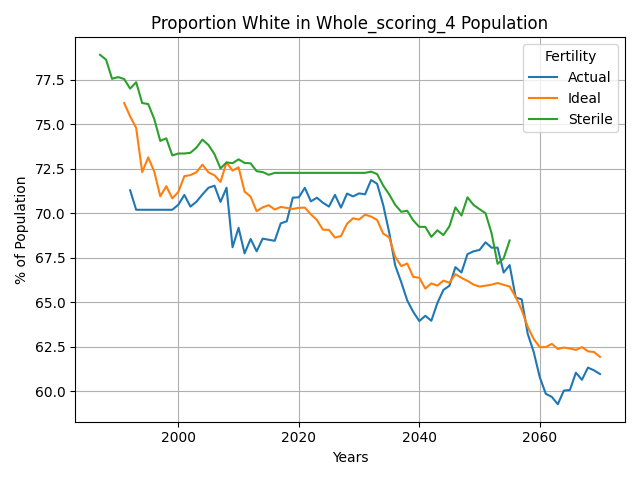 Proportion White in Whole_scoring_4 Population
Fertility
Actual
Ideal
Sterile
% of Population
77.5
75.0
72.5
70.0
67.5
65.0
62.5
60.0
2000
2020
2040
2060
Years